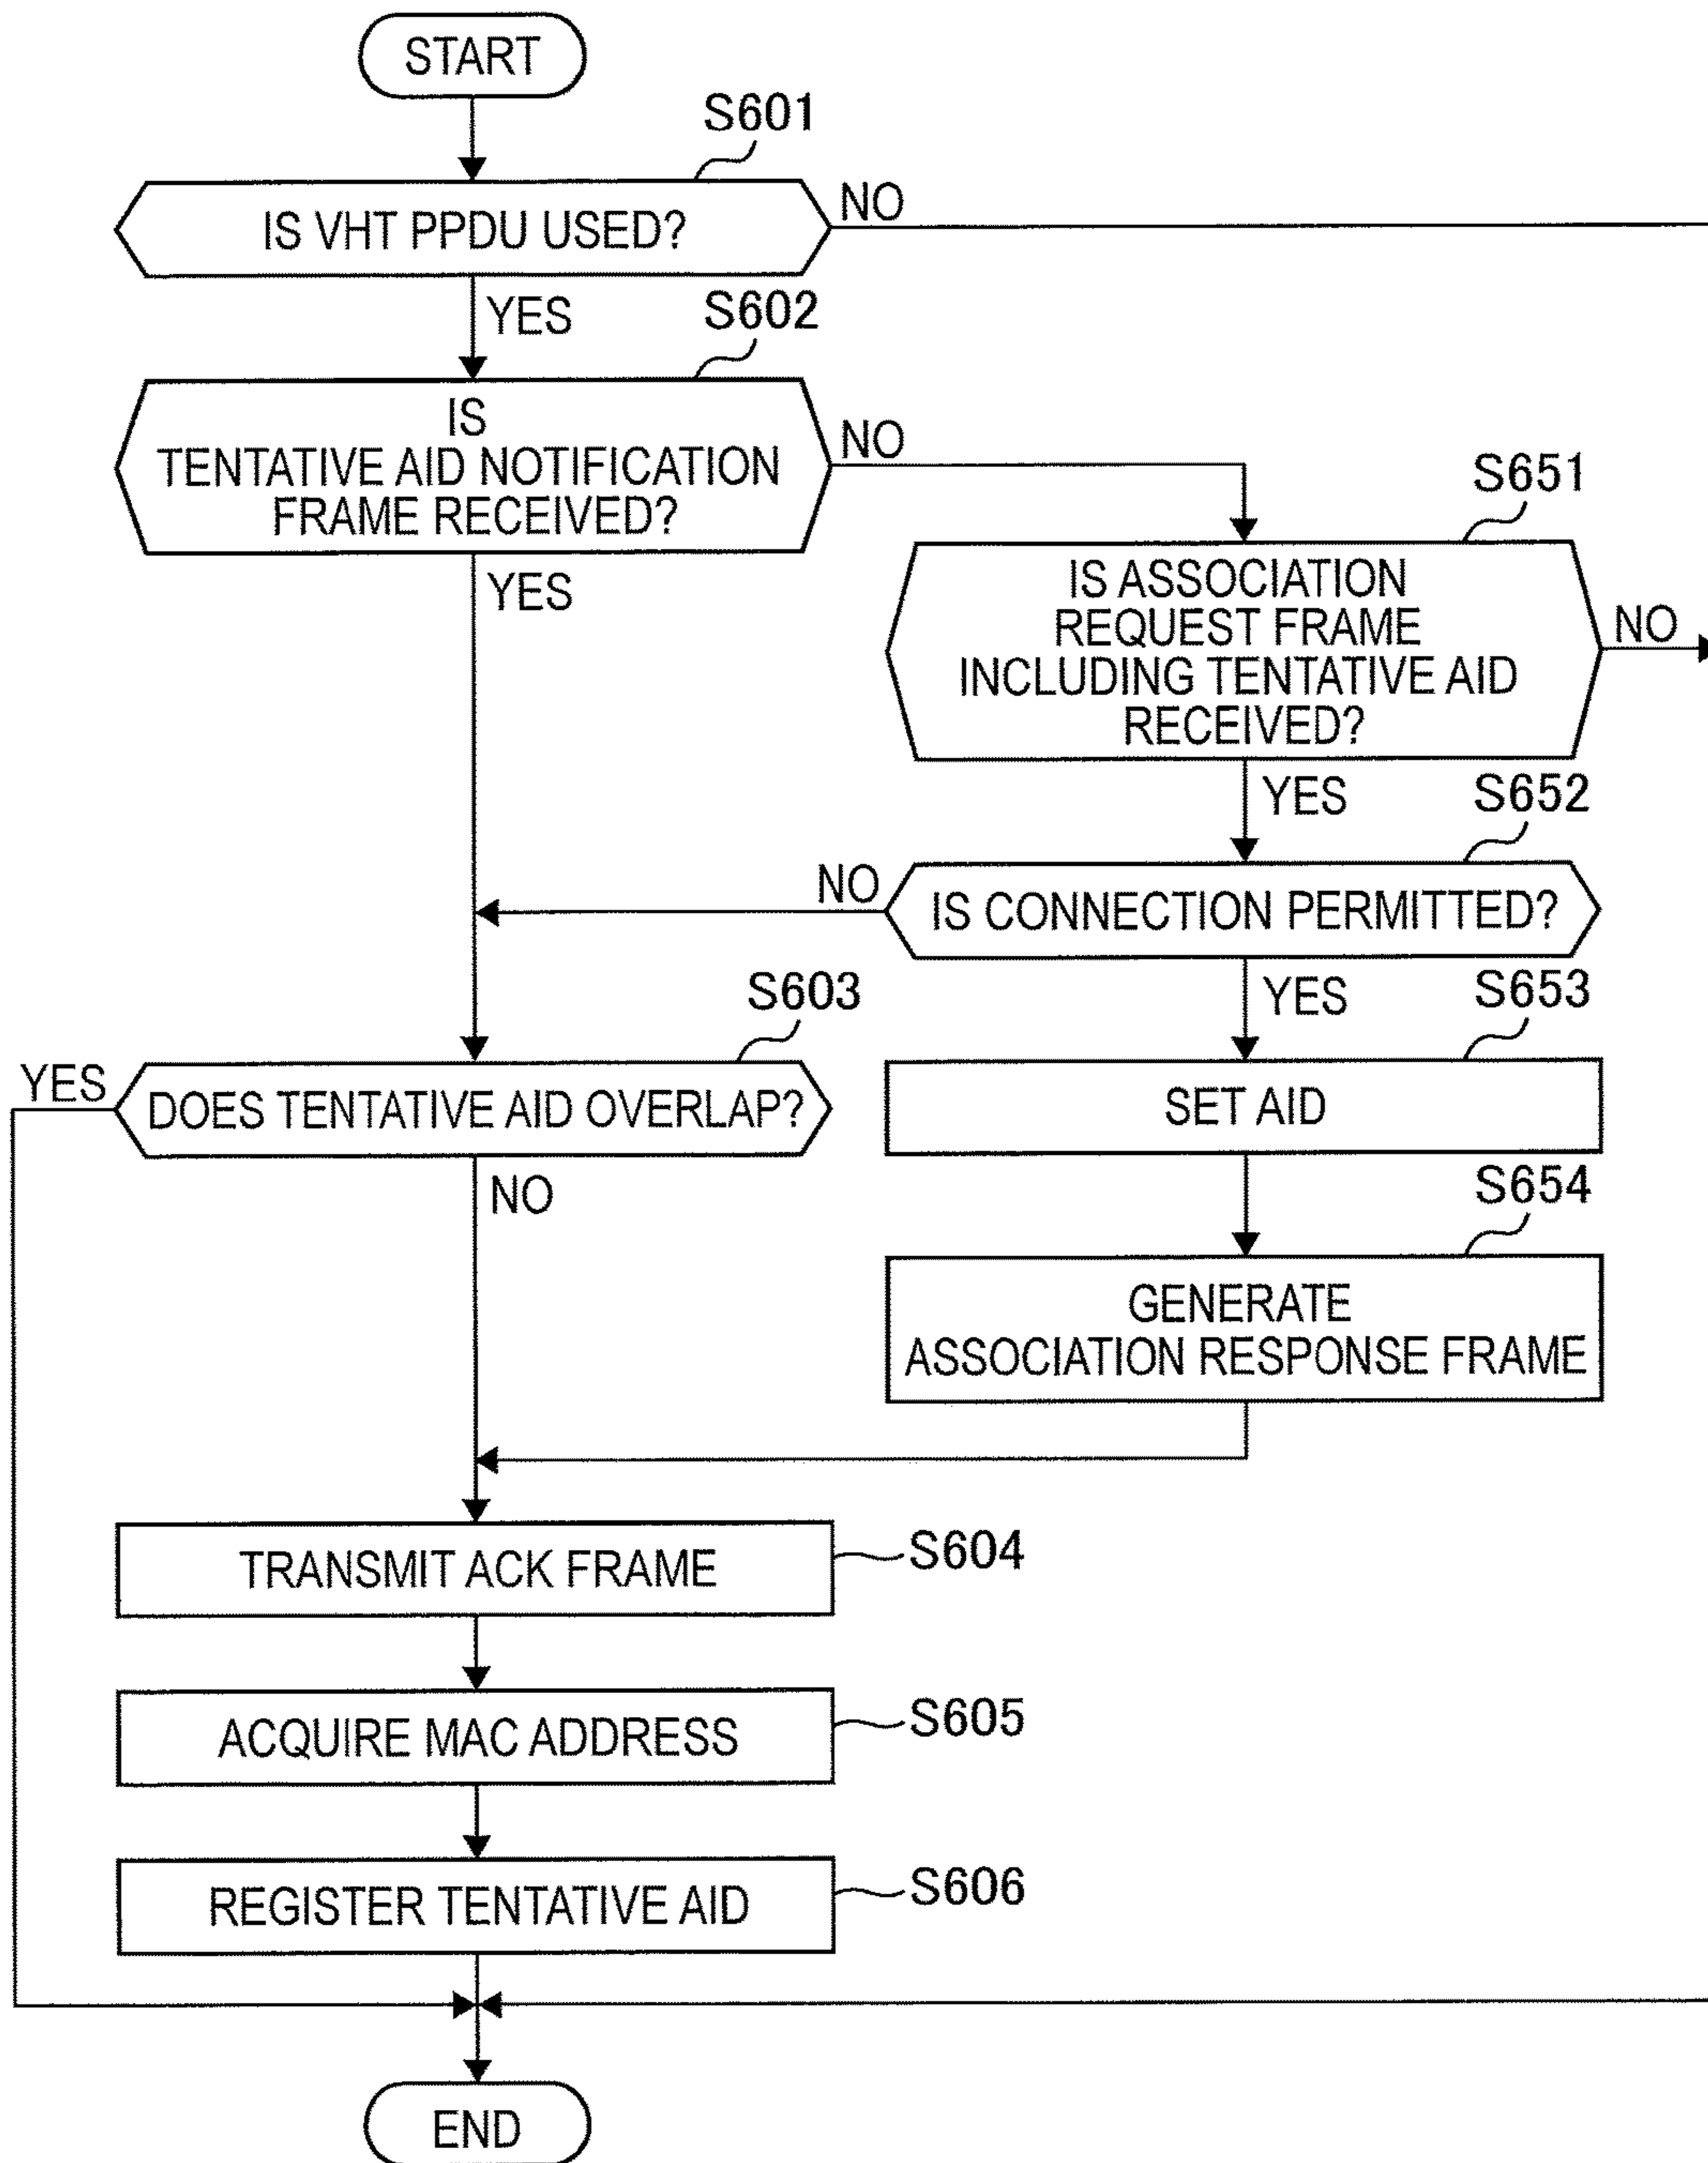 START
S601
IS VHT PPDU USED?
NO
YES
S602
IS
TENTATIVE AID NOTIFICATION
FRAME RECEIVED?
NO
YES
S651
IS ASSOCIATION
REQUEST FRAME
INCLUDING TENTATIVE AID
RECEIVED?
NO
YES
S652
IS CONNECTION PERMITTED?
NO
YES
S603
DOES TENTATIVE AID OVERLAP?
YES
NO
S653
SET AID
S654
GENERATE
ASSOCIATION RESPONSE FRAME
TRANSMIT ACK FRAME
S604
ACQUIRE MAC ADDRESS
S605
REGISTER TENTATIVE AID
S606
END